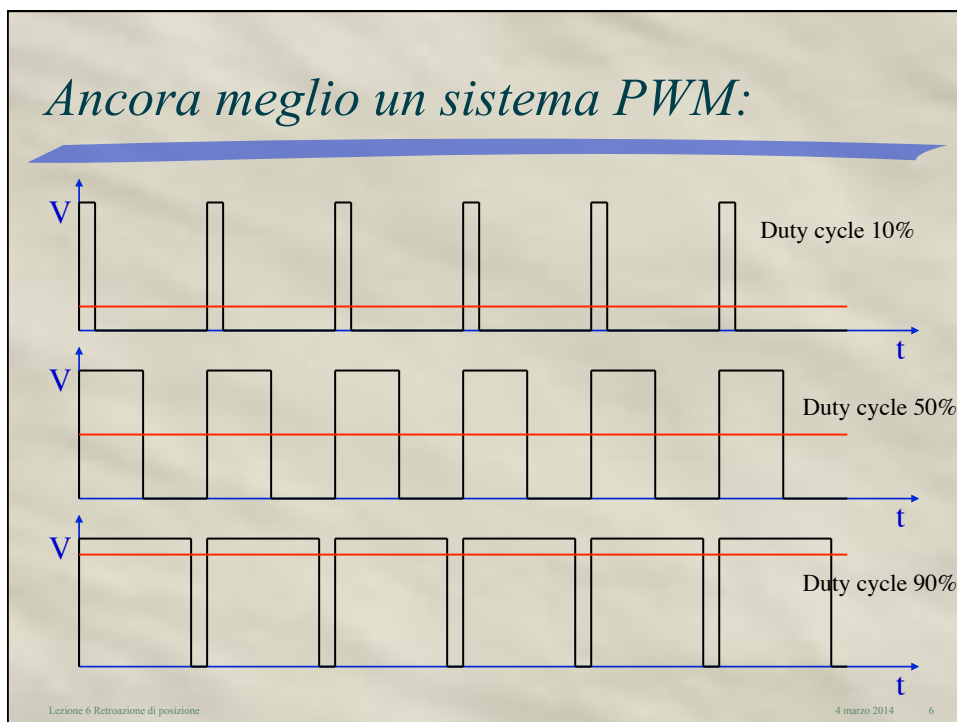 Ancora meglio un sistema PWM:
V
Duty cycle 10%
t
V
Duty cycle 50%
t
V
Duty cycle 90%
t
Lezione 6 Retroazione di posizione
4 marzo 2014
6